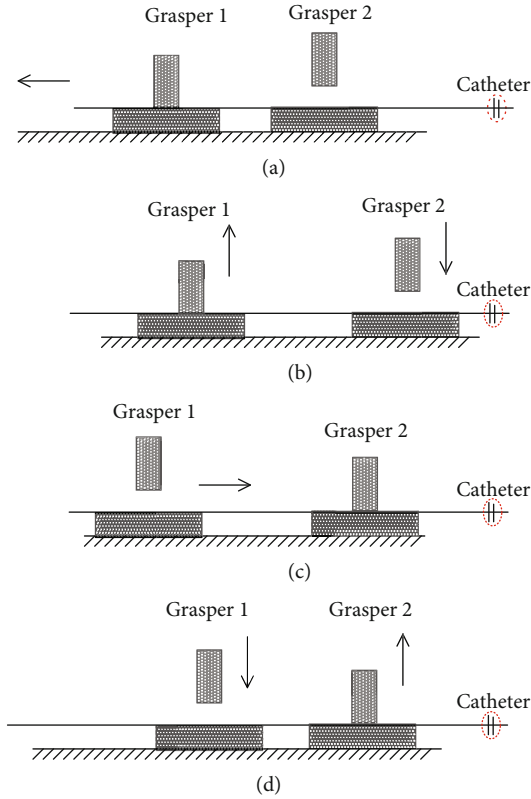 Grasper 1
Grasper 2
Catheter
(a)
Grasper 1
Grasper 2
Catheter
(b)
Grasper 1
Grasper 2
Catheter
(c)
Grasper 1
Grasper 2
Catheter
(d)